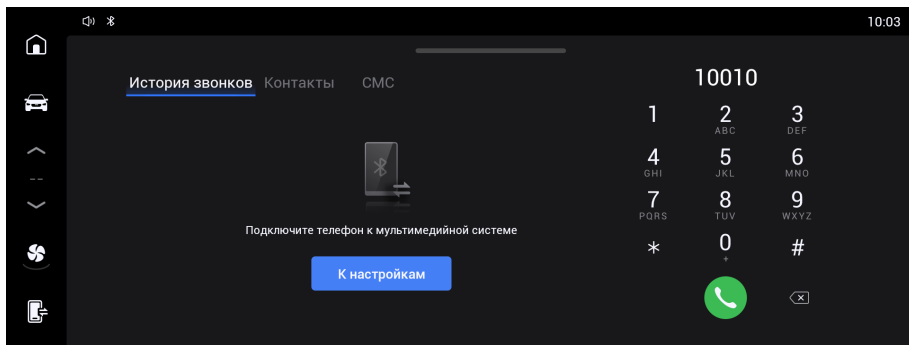 10:03
История звонков Контакты СМС
10010
1 2 3
ABC DEF
4 5 6
GHI JKL MNO
7 8 9
PQRS TUV WXYZ
* 0 #
+
Подключите телефон к мультимедийной системе
К настройкам
--